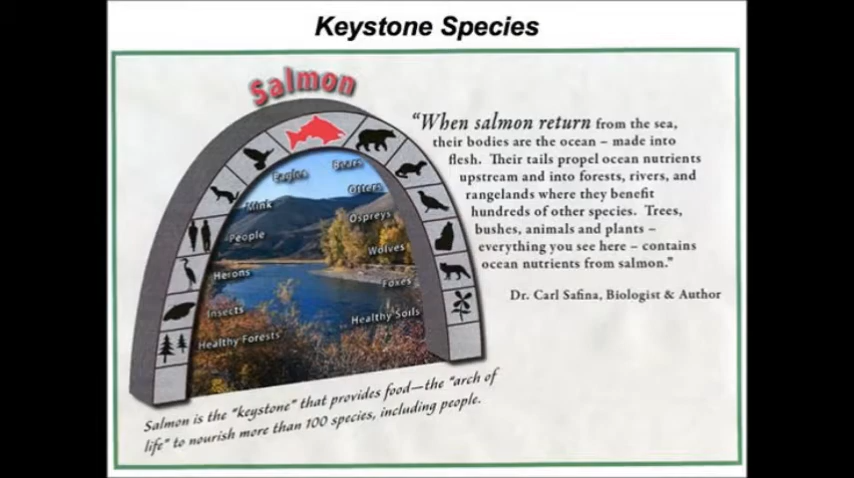 Keystone Species
Salmon
Eagles
Bears
Mink
Otters
People
Ospreys
Herons
Wolves
Insects
Foxes
Healthy Forests
Healthy Soils
"When salmon return from the sea,
their bodies are the ocean – made into
flesh. Their tails propel ocean nutrients
upstream and into forests, rivers, and
rangelands where they benefit
hundreds of other species. Trees,
bushes, animals and plants –
everything you see here – contains
ocean nutrients from salmon."
Dr. Carl Safina, Biologist & Author
Salmon is the "keystone" that provides food—the "arch of
life" to nourish more than 100 species, including people.